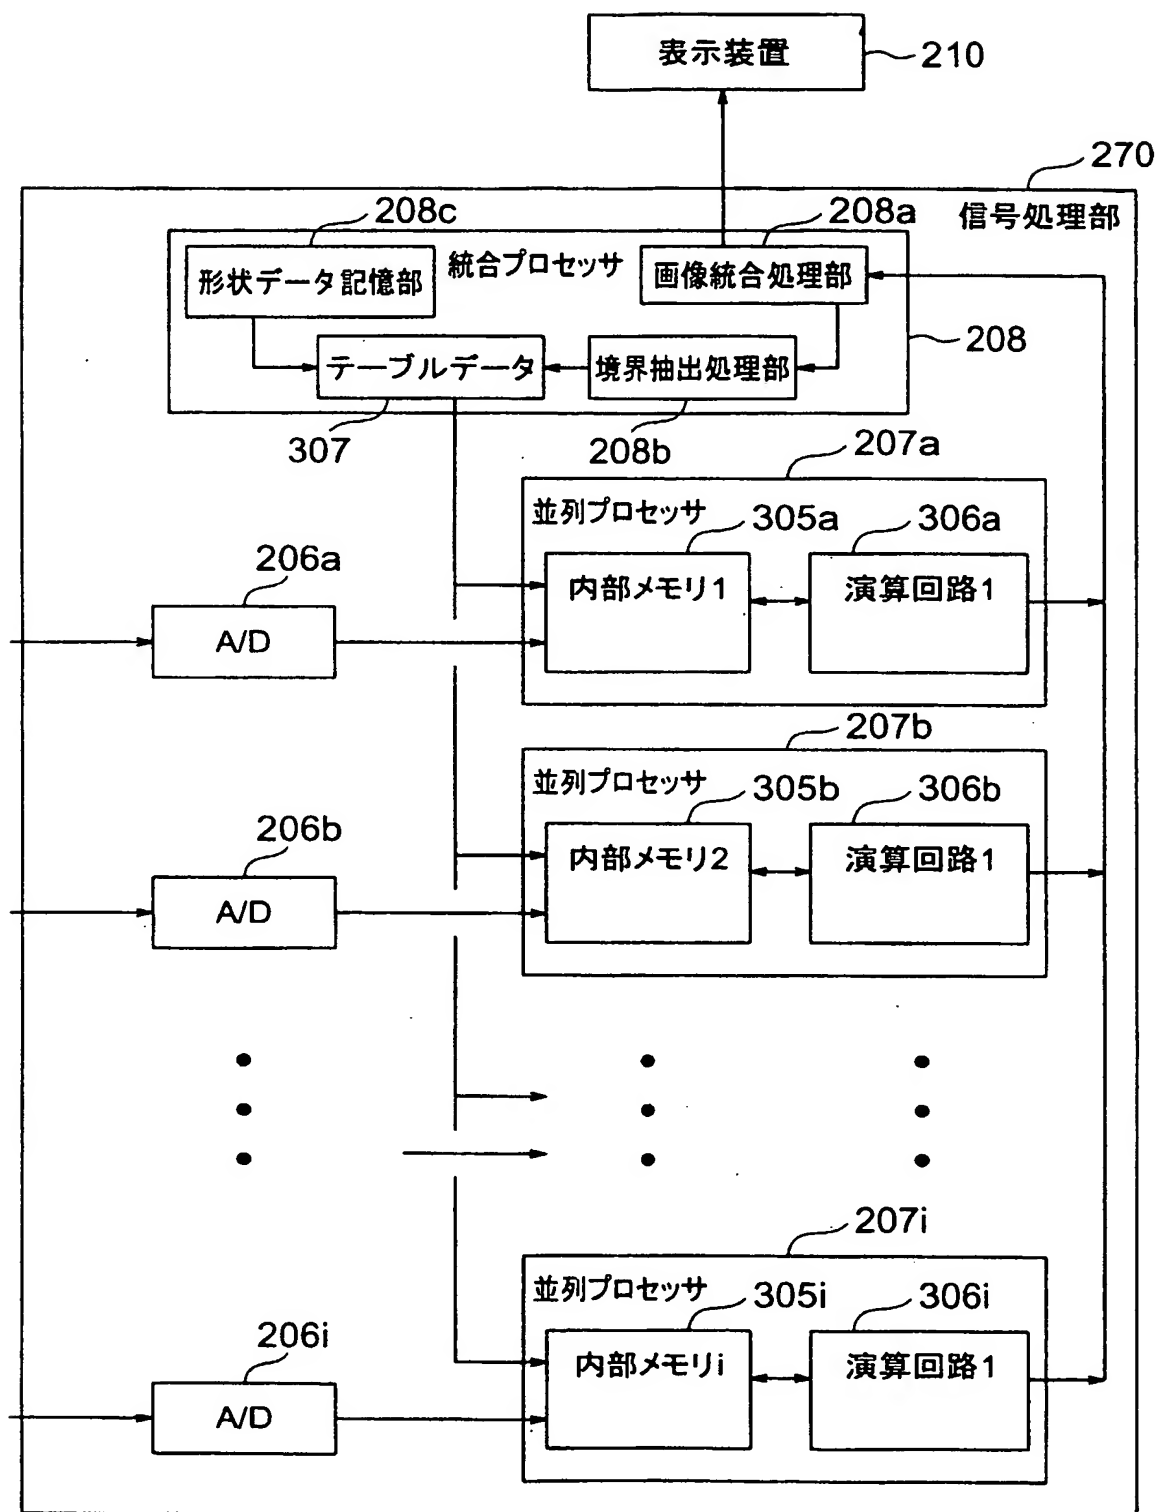 表示装置
210
270
信号処理部
208c
208a
形状データ記憶部
統合プロセッサ
画像統合処理部
208
テーブルデータ
境界抽出処理部
307
208b
207a
並列プロセッサ
305a
306a
206a
内部メモリ1
演算回路1
A/D
207b
並列プロセッサ
305b
306b
206b
内部メモリ2
演算回路1
A/D
207i
並列プロセッサ
305i
306i
206i
内部メモリi
演算回路1
A/D